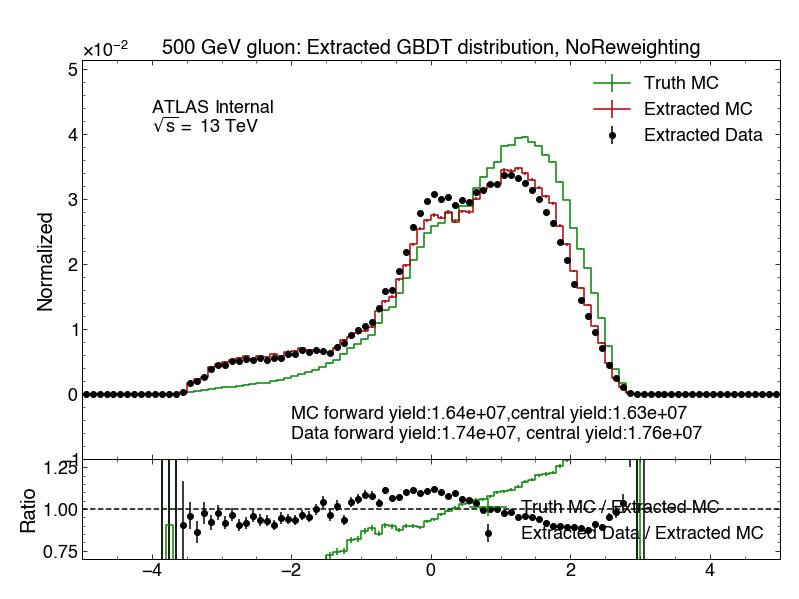 ×10⁻² 500 GeV gluon: Extracted GBDT distribution, NoReweighting
5
4
3
2
1
0
1
Normalized
ATLAS Internal
√s = 13 TeV
Truth MC
Extracted MC
Extracted Data
MC forward yield:1.64e+07,central yield:1.63e+07
Data forward yield:1.74e+07, central yield:1.76e+07
1.25
1.00
0.75
Ratio
Truth MC / Extracted MC
Extracted Data / Extracted MC
−4 −2 0 2 4